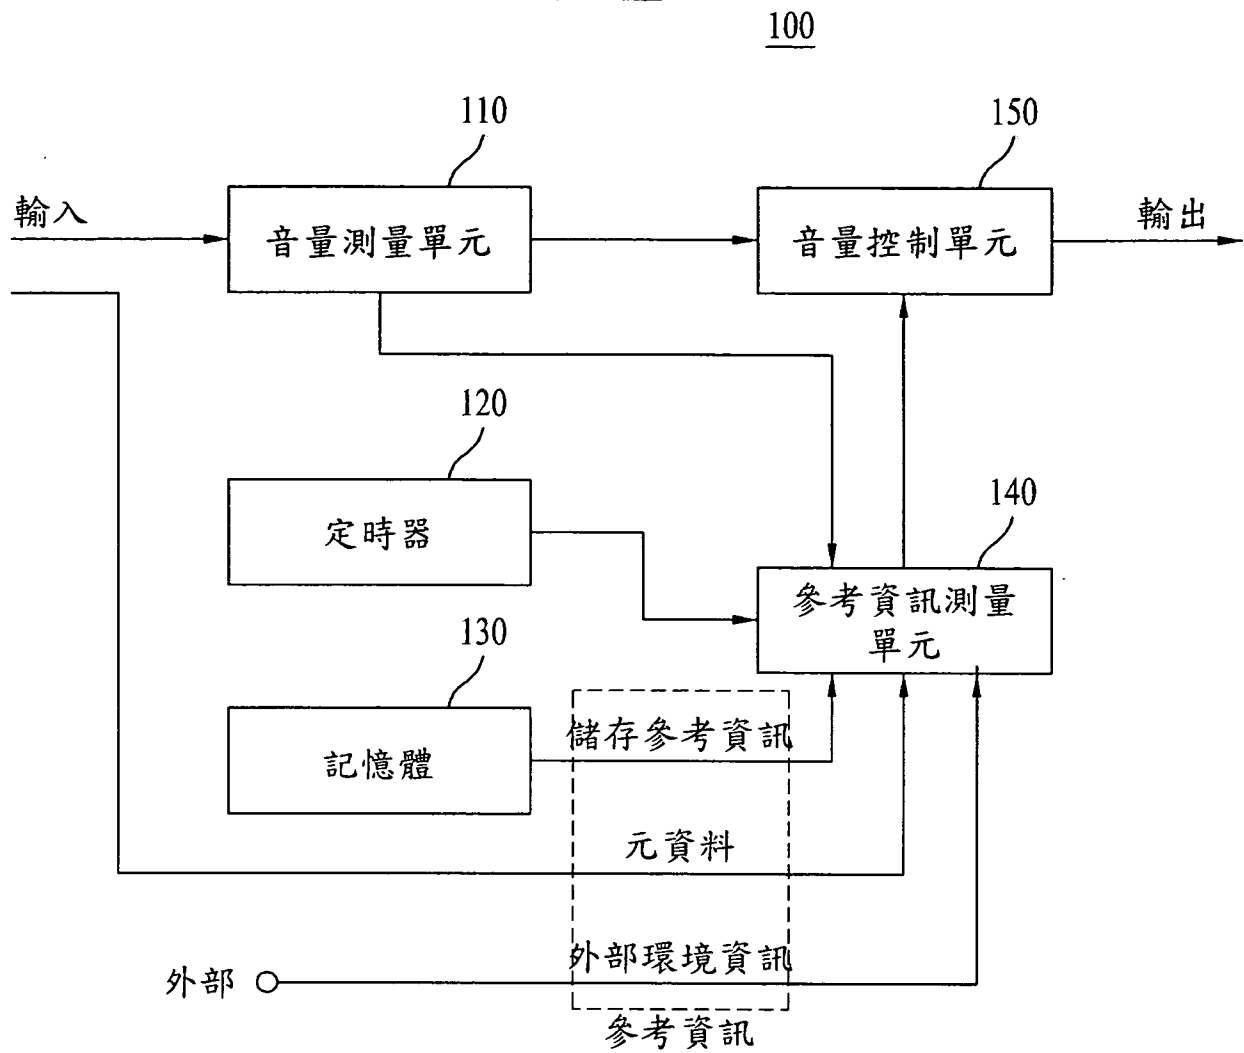 100
110
150
輸入
音量測量單元
音量控制單元
輸出
120
定時器
140
參考資訊測量
單元
130
記憶體
儲存參考資訊
元資料
外部環境資訊
外部
參考資訊